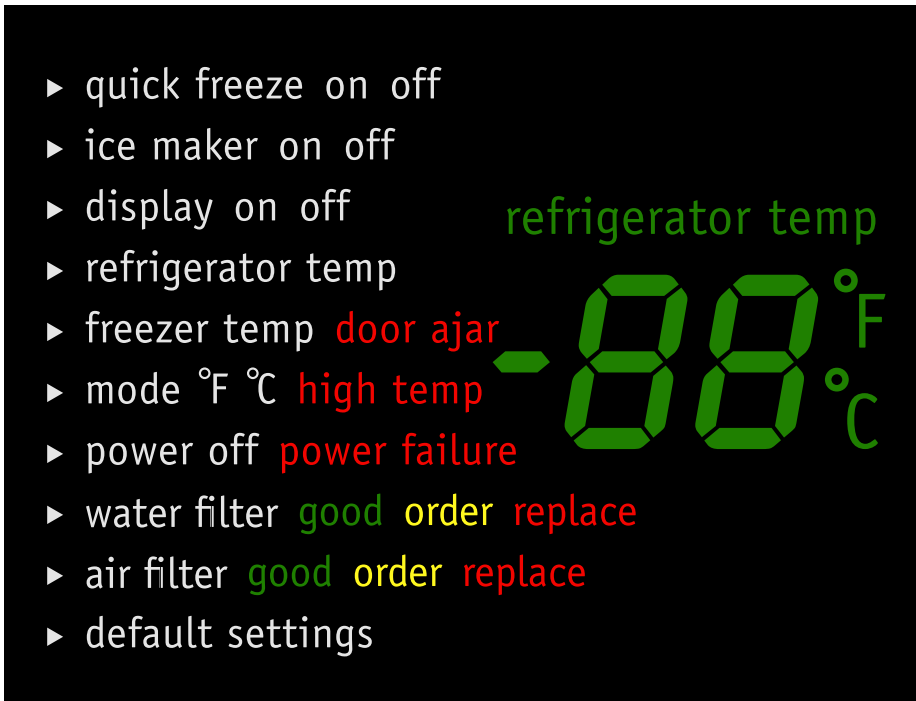 ▶ quick freeze on off
▶ ice maker on off
▶ display on off
refrigerator temp
▶ refrigerator temp
▶ freezer temp door ajar
-88 °F °C
▶ mode °F °C high temp
▶ power off power failure
▶ water filter good order replace
▶ air filter good order replace
▶ default settings